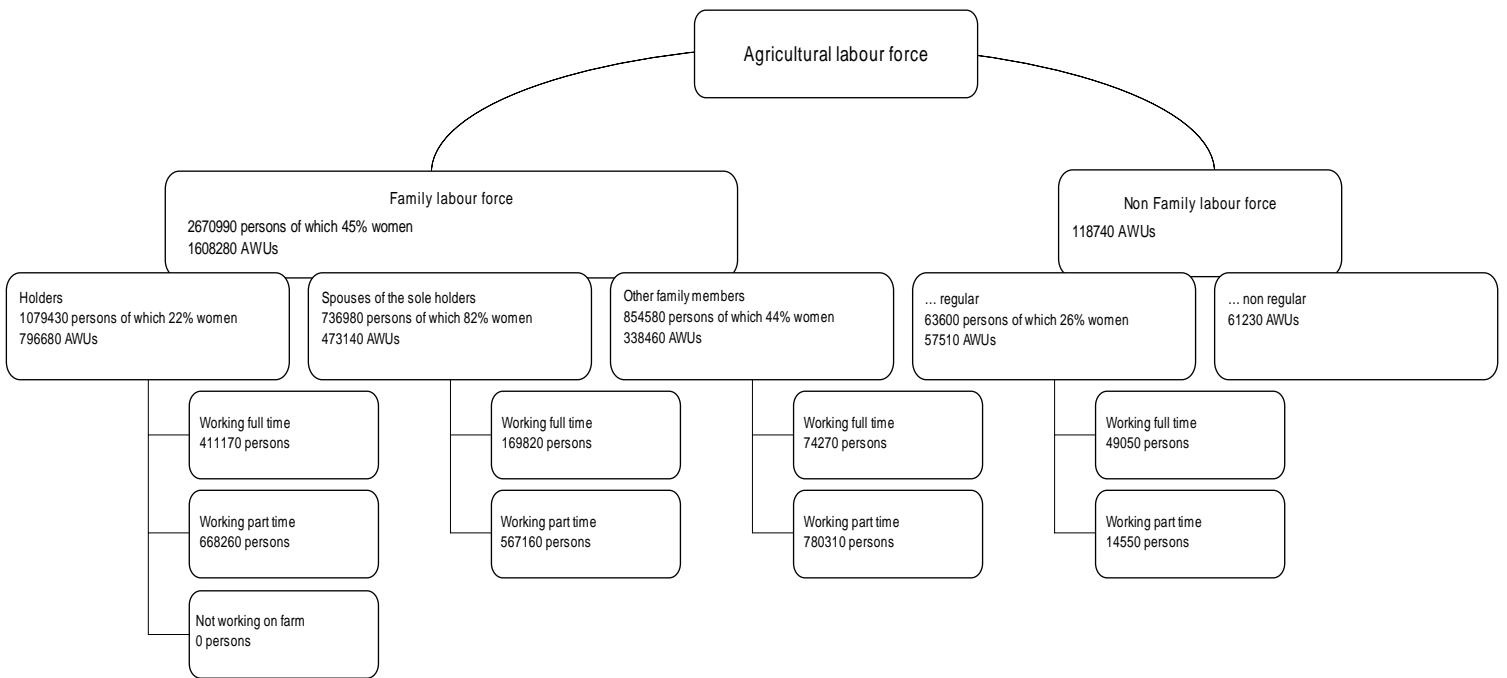 Agricultural labour force
Family labour force
2670990 persons of which 45% women
1608280 AWUs
Non Family labour force
118740 AWUs
Holders
1079430 persons of which 22% women
796680 AWUs
Spouses of the sole holders
736980 persons of which 82% women
473140 AWUs
Other family members
854580 persons of which 44% women
338460 AWUs
... regular
63600 persons of which 26% women
57510 AWUs
... non regular
61230 AWUs
Working full time
411170 persons
Working full time
169820 persons
Working full time
74270 persons
Working full time
49050 persons
Working part time
668260 persons
Working part time
567160 persons
Working part time
780310 persons
Working part time
14550 persons
Not working on farm
0 persons